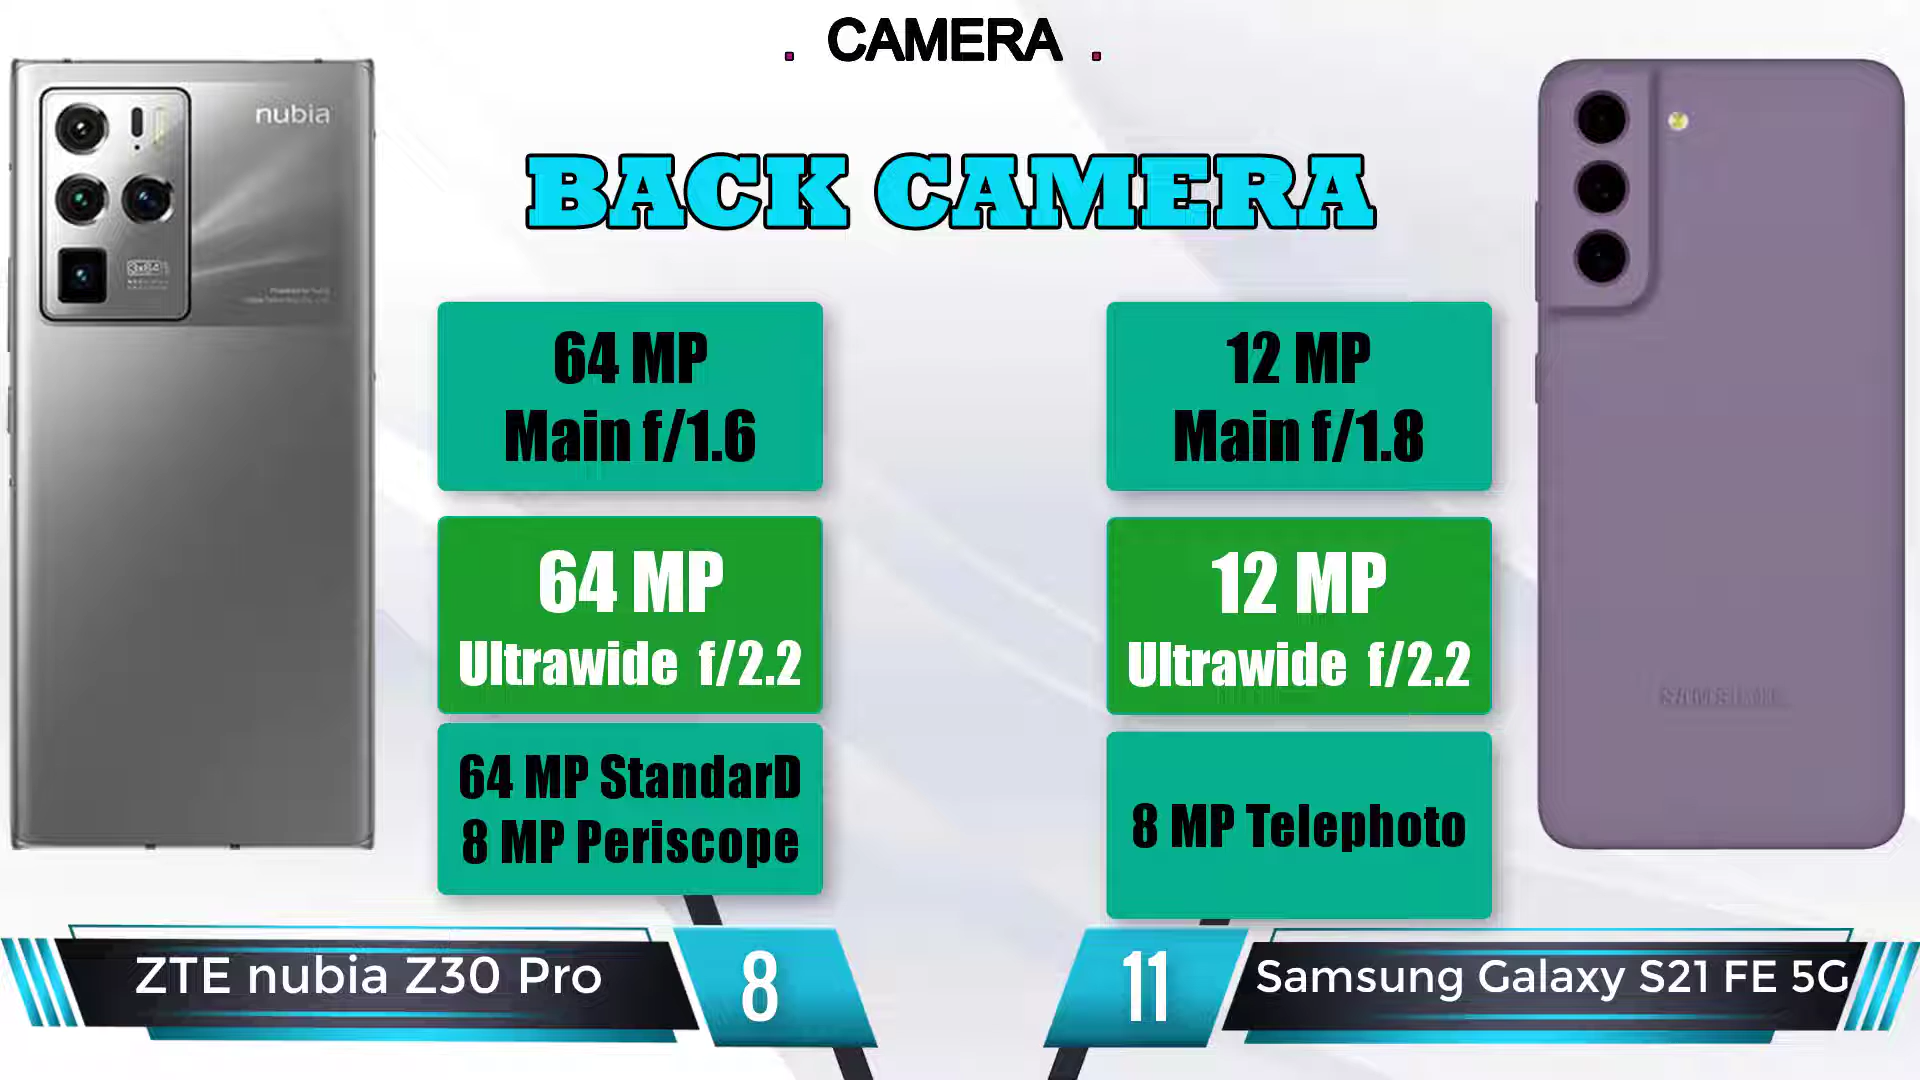 . CAMERA .
nubia
BACK CAMERA
64 MP
Main f/1.6
12 MP
Main f/1.8
64 MP
Ultrawide f/2.2
12 MP
Ultrawide f/2.2
64 MP StandarD
8 MP Periscope
8 MP Telephoto
SAMSUNG
ZTE nubia Z30 Pro
8
11
Samsung Galaxy S21 FE 5G